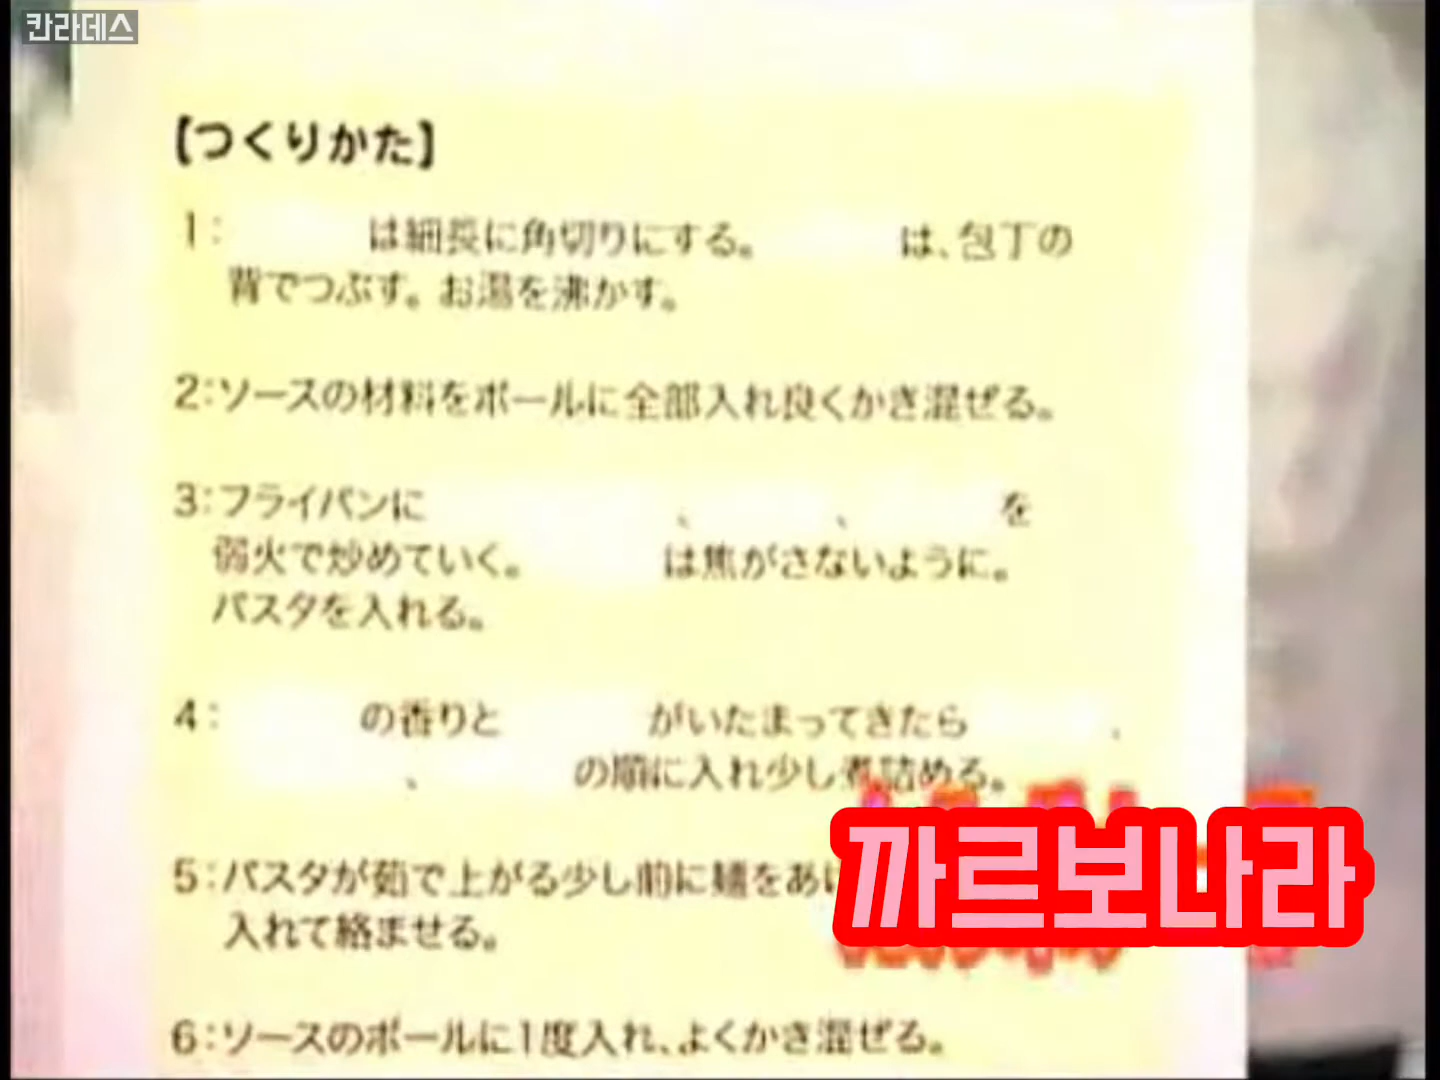 칸라데스
【つくりかた】
1: は細長に角切りにする。 は、包丁の
背でつぶす。お湯を沸かす。
2:ソースの材料をボールに全部入れ良くかき混ぜる。
3:フライパンに 、 、 を
弱火で炒めていく。 は焦がさないように。
パスタを入れる。
4: の香りと がいたまってきたら 、
、 の順に入れ少し煮詰める。
5:パスタが茹で上がる少し前に麺をあ
入れて絡ませる。
까르보나라
6:ソースのボールに1度入れ、よくかき混ぜる。